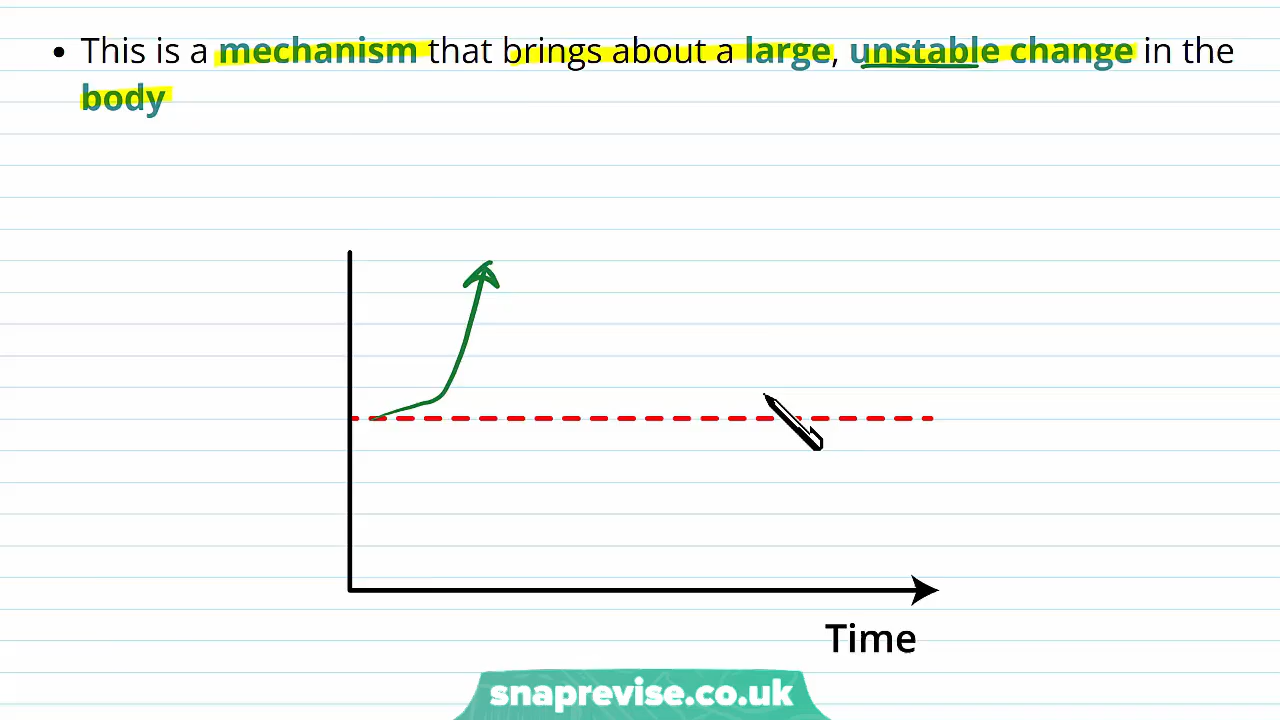 • This is a mechanism that brings about a large, unstable change in the
body
Time
snaprevise.co.uk